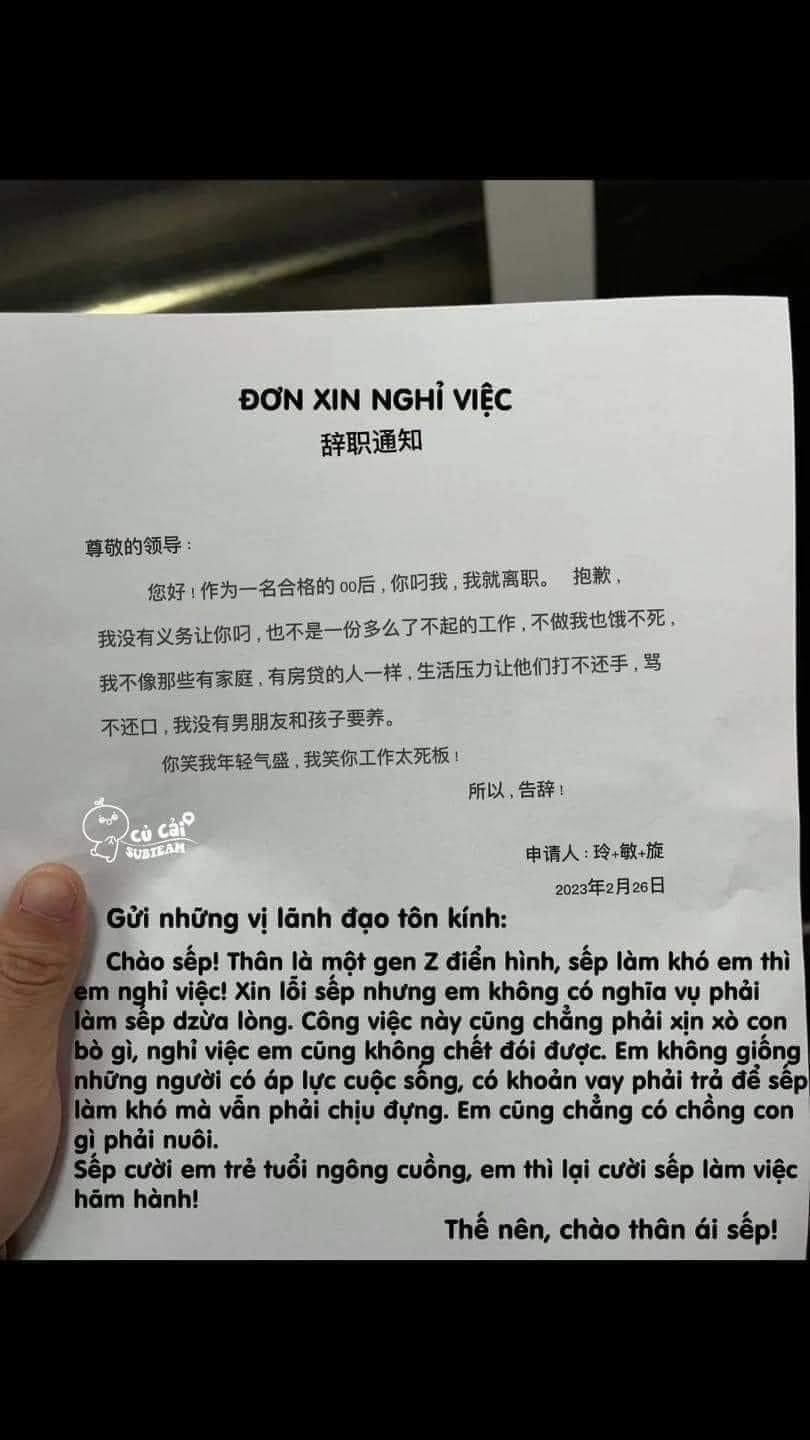 ĐƠN XIN NGHỈ VIỆC
辞职通知
尊敬的领导：
您好！作为一名合格的00后，你叼我，我就离职。 抱歉，
我没有义务让你叼，也不是一份多么了不起的工作，不做我也饿不死，
我不像那些有家庭，有房贷的人一样，生活压力让他们打不还手，骂
不还口，我没有男朋友和孩子要养。
你笑我年轻气盛，我笑你工作太死板！
所以，告辞！
申请人：玲+敏+旋
2023年2月26日
Củ Cải
SUBTEAM
Gửi những vị lãnh đạo tôn kính:
Chào sếp! Thân là một gen Z điển hình, sếp làm khó em thì
em nghỉ việc! Xin lỗi sếp nhưng em không có nghĩa vụ phải
làm sếp dzừa lòng. Công việc này cũng chẳng phải xịn xò con
bò gì, nghỉ việc em cũng không chết đói được. Em không giống
những người có áp lực cuộc sống, có khoản vay phải trả để sếp
làm khó mà vẫn phải chịu đựng. Em cũng chẳng có chồng con
gì phải nuôi.
Sếp cười em trẻ tuổi ngông cuồng, em thì lại cười sếp làm việc
hãm hành!
Thế nên, chào thân ái sếp!